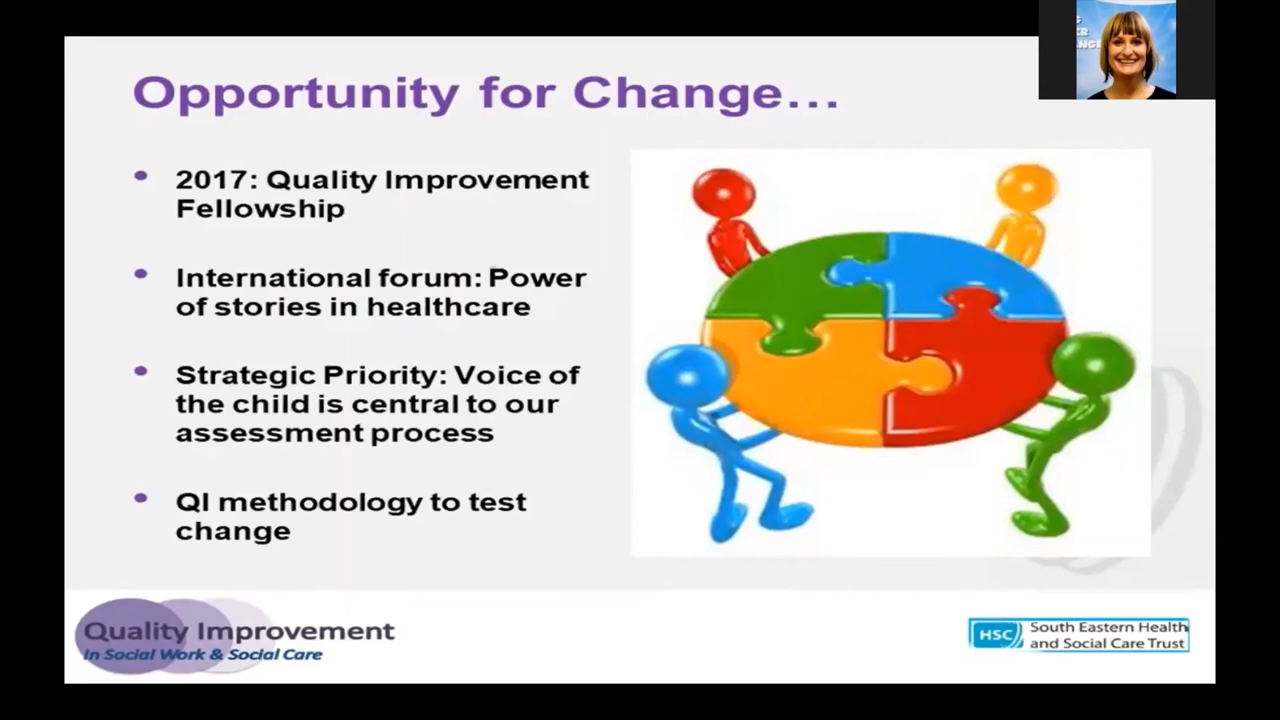 Opportunity for Change...
• 2017: Quality Improvement
Fellowship
• International forum: Power
of stories in healthcare
• Strategic Priority: Voice of
the child is central to our
assessment process
• QI methodology to test
change
Quality Improvement
In Social Work & Social Care
HSC
South Eastern Health
and Social Care Trust